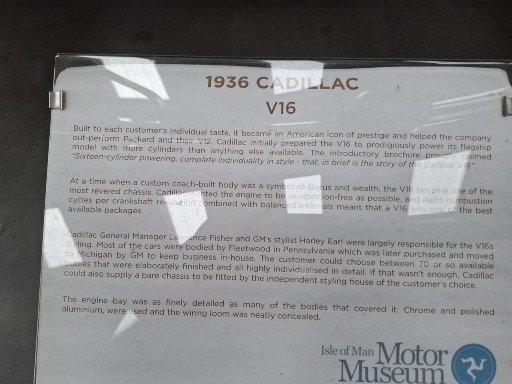 1936 CADILLAC
V16
Built to each customer's individual taste, it became an American icon of prestige and helped the company
out-perform Packard and their V12. Cadillac initially prepared the V16 to prodigiously power its flagship
model with more cylinders than anything else available. The introductory brochure proudly claimed
"Sixteen-cylinder powering, complete individuality in style - that, in brief is the story of the Cadillac V16".
At a time when a custom coach-built body was a symbol of status and wealth, the V16 became one of the
most revered chassis. Cadillac wanted the engine to be as vibration-free as possible, and eight combustion
cycles per crankshaft revolution combined with balanced internals meant that a V16 was one of the best
available packages.
Cadillac General Manager Lawrence Fisher and GM's stylist Harley Earl were largely responsible for the V16s
styling. Most of the cars were bodied by Fleetwood in Pennsylvania which was later purchased and moved
to Michigan by GM to keep business in-house. The customer could choose between 70 or so available
bodies that were elaborately finished and all highly individualised in detail. If that wasn't enough, Cadillac
could also supply a bare chassis to be fitted by the independent styling house of the customer's choice.
The engine bay was as finely detailed as many of the bodies that covered it. Chrome and polished
aluminium, were used and the wiring loom was neatly concealed.
Isle of Man Motor
Museum